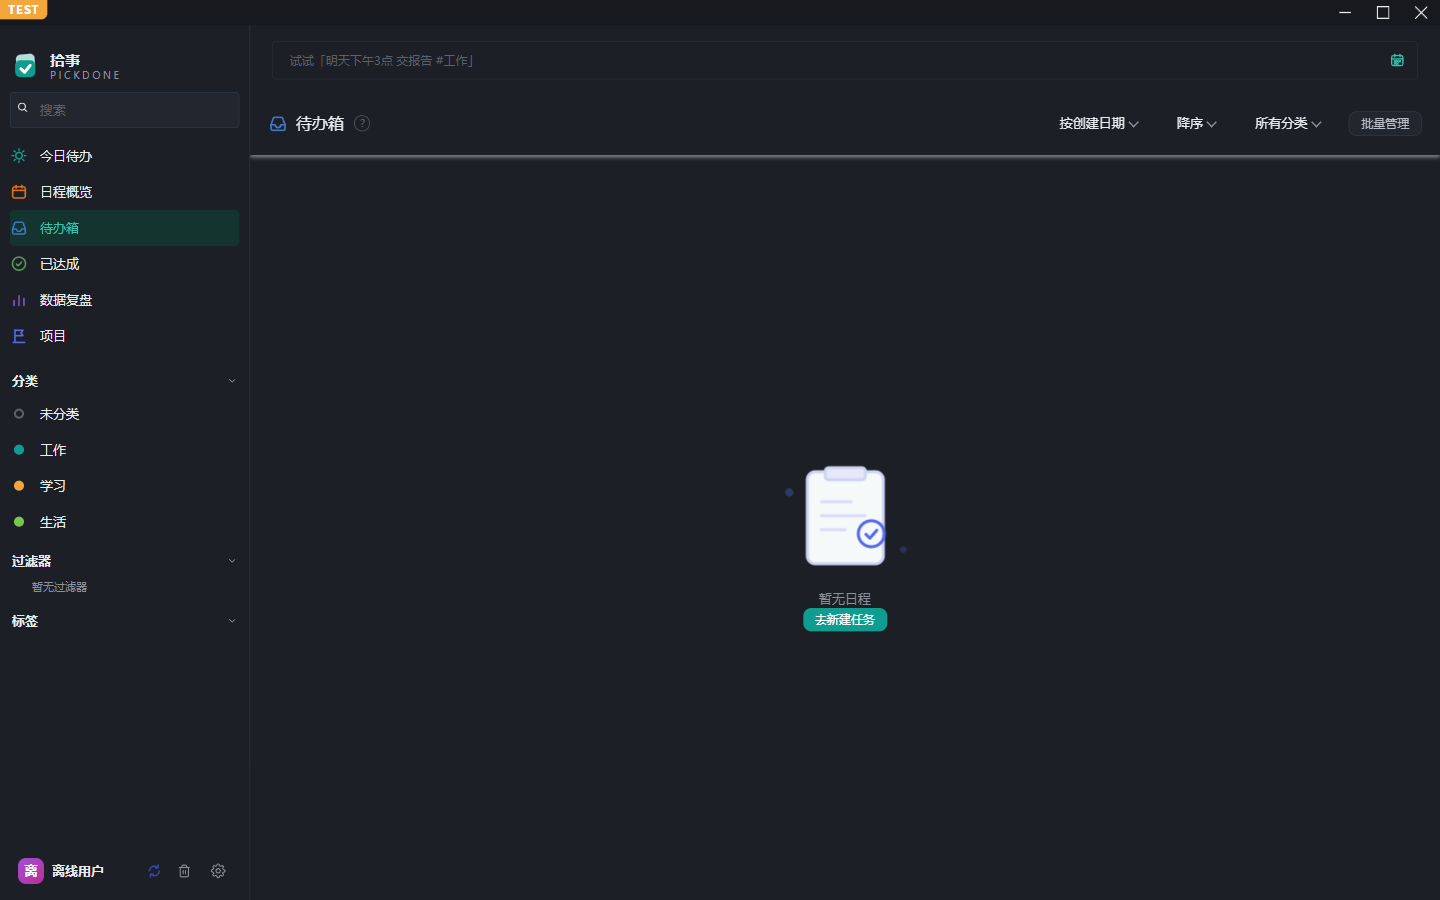 TEST
拾事
PICKDONE
搜索
今日待办
日程概览
待办箱
已达成
数据复盘
项目
分类
未分类
工作
学习
生活
过滤器
暂无过滤器
标签
离 离线用户
试试「明天下午3点 交报告 #工作」
待办箱 ?
按创建日期 降序 所有分类 批量管理
暂无日程
去新建任务